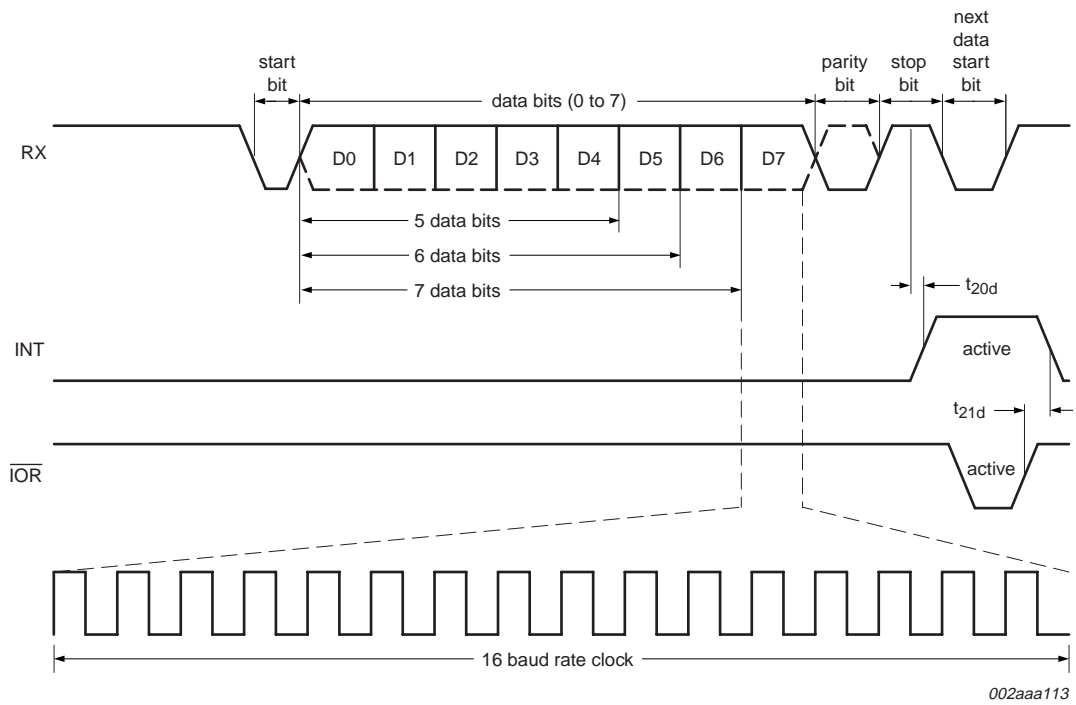 next
data
start
bit
start
bit
parity
bit
stop
bit
data bits (0 to 7)
RX
D0 D1 D2 D3 D4 D5 D6 D7
5 data bits
6 data bits
7 data bits
t20d
INT
active
t21d
IOR
active
16 baud rate clock
002aaa113